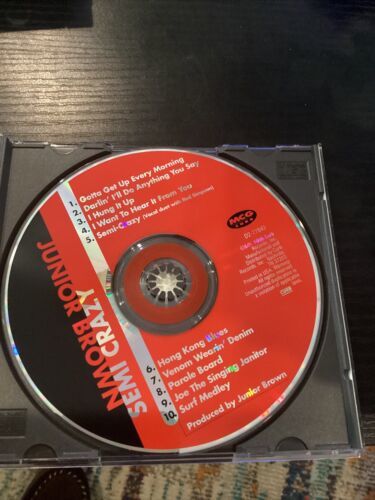 JUNIOR BROWN
SEMI CRAZY
1. Gotta Get Up Every Morning
2. Darlin' I'll Do Anything You Say
3. I Hung It Up
4. I Want To Hear It From You
5. Semi-Crazy (Vocal duet with Red Simpson)
MCG
CURB
6. Hong Kong Blues
7. Venom Wearin' Denim
8. Parole Board
9. Joe The Singing Janitor
10. Surf Medley
Produced by Junior Brown